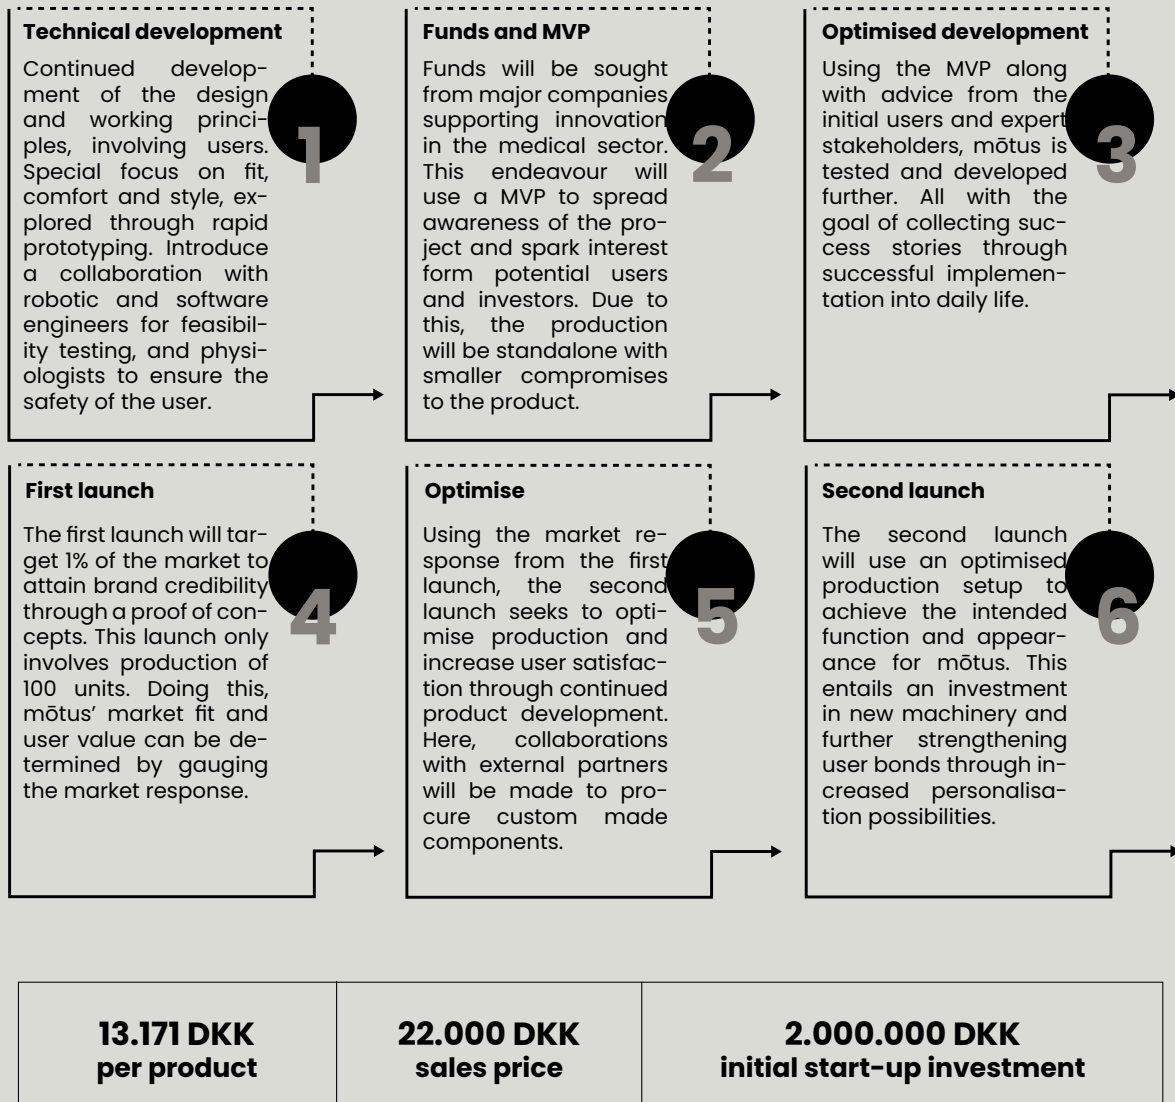 Technical development
Continued develop-
ment of the design
and working princi-
ples, involving users.
Special focus on fit,
comfort and style, ex-
plored through rapid
prototyping. Introduce
a collaboration with
robotic and software
engineers for feasibil-
ity testing, and physi-
ologists to ensure the
safety of the user.
1
Funds and MVP
Funds will be sought
from major companies
supporting innovation
in the medical sector.
This endeavour will
use a MVP to spread
awareness of the pro-
ject and spark interest
form potential users
and investors. Due to
this, the production
will be standalone with
smaller compromises
to the product.
2
Optimised development
Using the MVP along
with advice from the
initial users and expert
stakeholders, mōtus is
tested and developed
further. All with the
goal of collecting suc-
cess stories through
successful implemen-
tation into daily life.
3
First launch
The first launch will tar-
get 1% of the market to
attain brand credibility
through a proof of con-
cepts. This launch only
involves production of
100 units. Doing this,
mōtus’ market fit and
user value can be de-
termined by gauging
the market response.
4
Optimise
Using the market re-
sponse from the first
launch, the second
launch seeks to opti-
mise production and
increase user satisfac-
tion through continued
product development.
Here, collaborations
with external partners
will be made to pro-
cure custom made
components.
5
Second launch
The second launch
will use an optimised
production setup to
achieve the intended
function and appear-
ance for mōtus. This
entails an investment
in new machinery and
further strengthening
user bonds through in-
creased personalisa-
tion possibilities.
6
13.171 DKK
per product
22.000 DKK
sales price
2.000.000 DKK
initial start-up investment